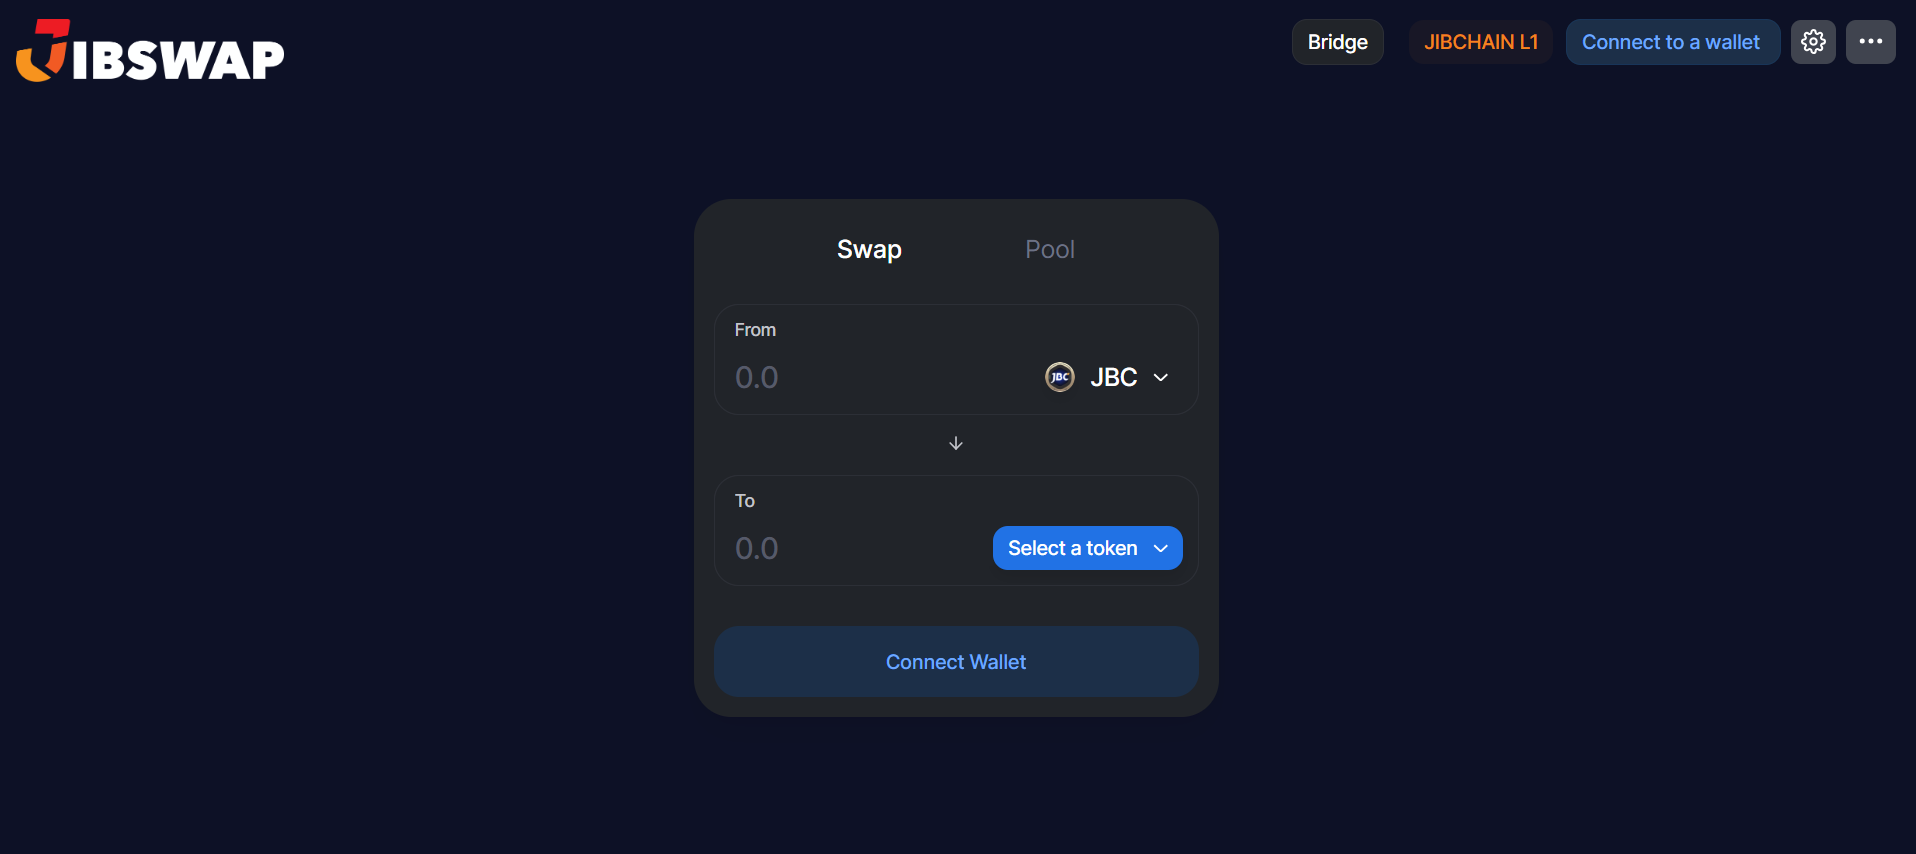 JIBSWAP
Bridge
JIBCHAIN L1
Connect to a wallet
Swap
Pool
From
0.0
JBC
JBC
To
0.0
Select a token
Connect Wallet